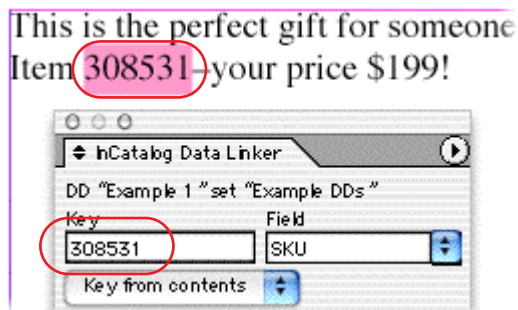 This is the perfect gift for someone
Item 308531–your price $199!
InCatalog Data Linker
DD "Example 1" set "Example DDs"
Key Field
308531 SKU
Key from contents